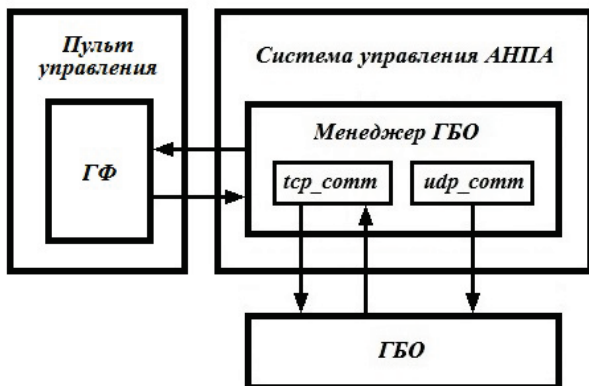 Пульт
управления
ГФ
Система управления АНПА
Менеджер ГБО
tcp_comm
udp_comm
ГБО